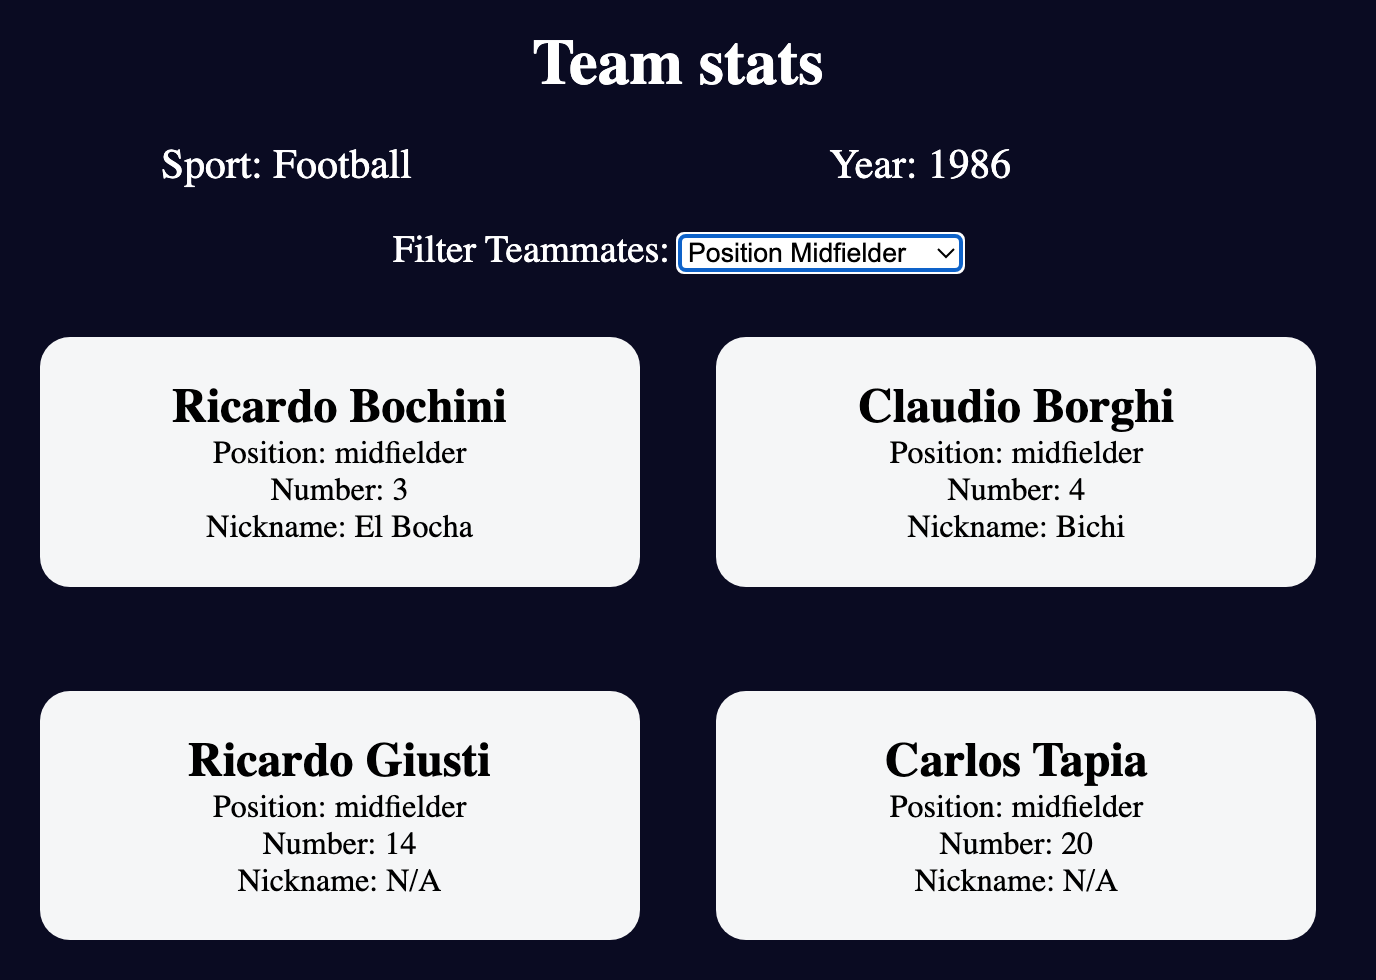 Team stats
Sport: Football
Year: 1986
Filter Teammates: Position Midfielder
Ricardo Bochini
Position: midfielder
Number: 3
Nickname: El Bocha
Claudio Borghi
Position: midfielder
Number: 4
Nickname: Bichi
Ricardo Giusti
Position: midfielder
Number: 14
Nickname: N/A
Carlos Tapia
Position: midfielder
Number: 20
Nickname: N/A